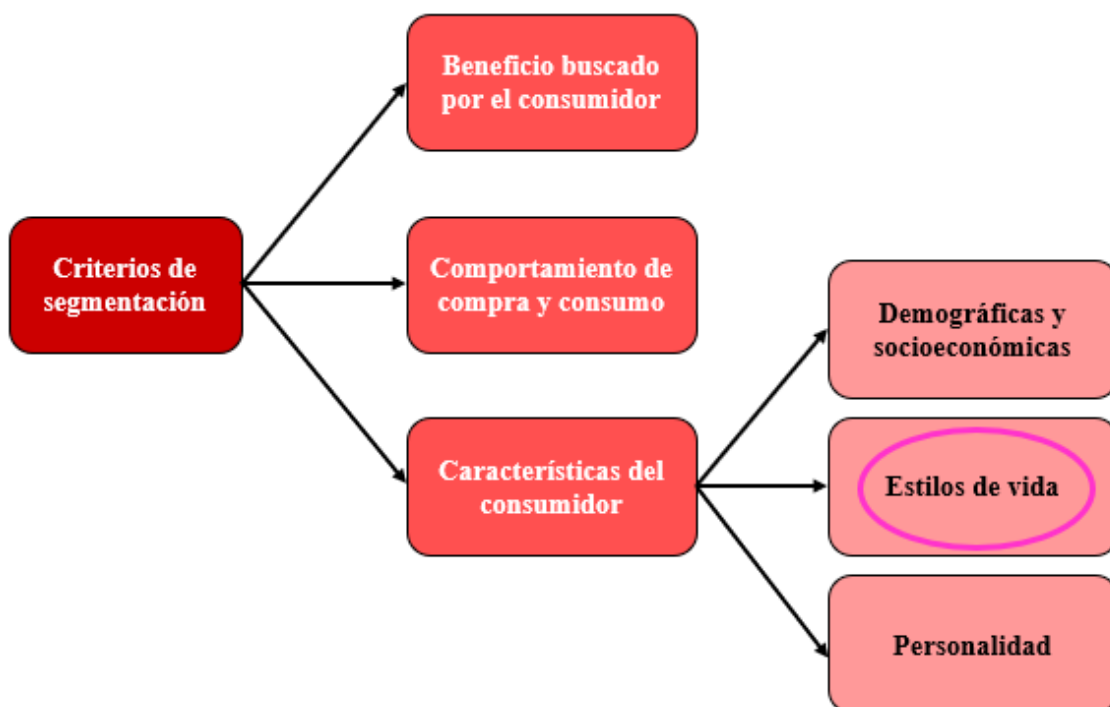 Beneficio buscado
por el consumidor
Criterios de
segmentación
Comportamiento de
compra y consumo
Demográficas y
socioeconómicas
Características del
consumidor
Estilos de vida
Personalidad